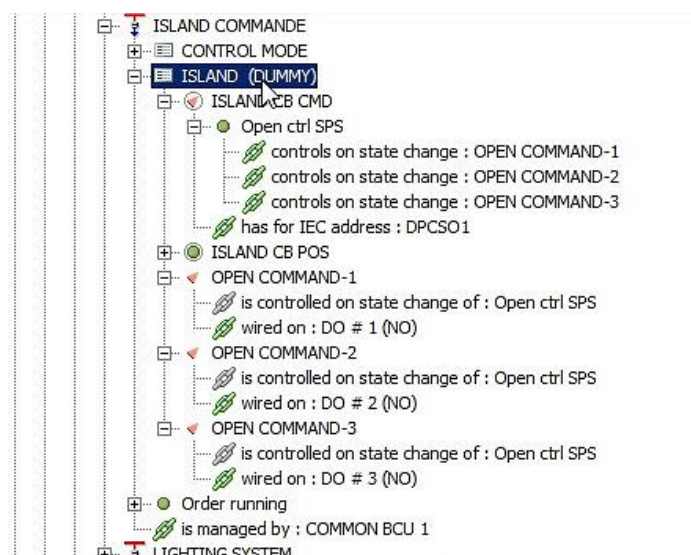 ISLAND COMMANDE
CONTROL MODE
ISLAND (DUMMY)
ISLAND CB CMD
Open ctrl SPS
controls on state change : OPEN COMMAND-1
controls on state change : OPEN COMMAND-2
controls on state change : OPEN COMMAND-3
has for IEC address : DPCSO1
ISLAND CB POS
OPEN COMMAND-1
is controlled on state change of : Open ctrl SPS
wired on : DO # 1 (NO)
OPEN COMMAND-2
is controlled on state change of : Open ctrl SPS
wired on : DO # 2 (NO)
OPEN COMMAND-3
is controlled on state change of : Open ctrl SPS
wired on : DO # 3 (NO)
Order running
is managed by : COMMON BCU 1
LIGHTING SYSTEM